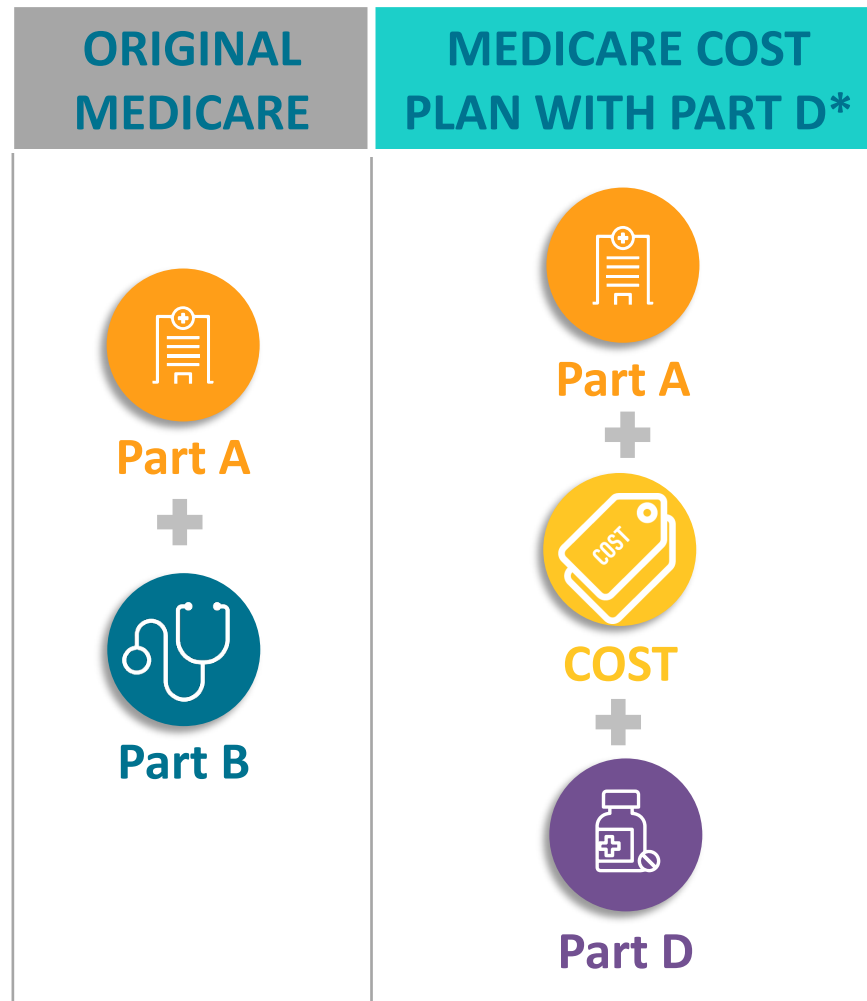 ORIGINAL
MEDICARE
Part A
Part B
MEDICARE COST
PLAN WITH PART D*
Part A
COST
COST
Part D